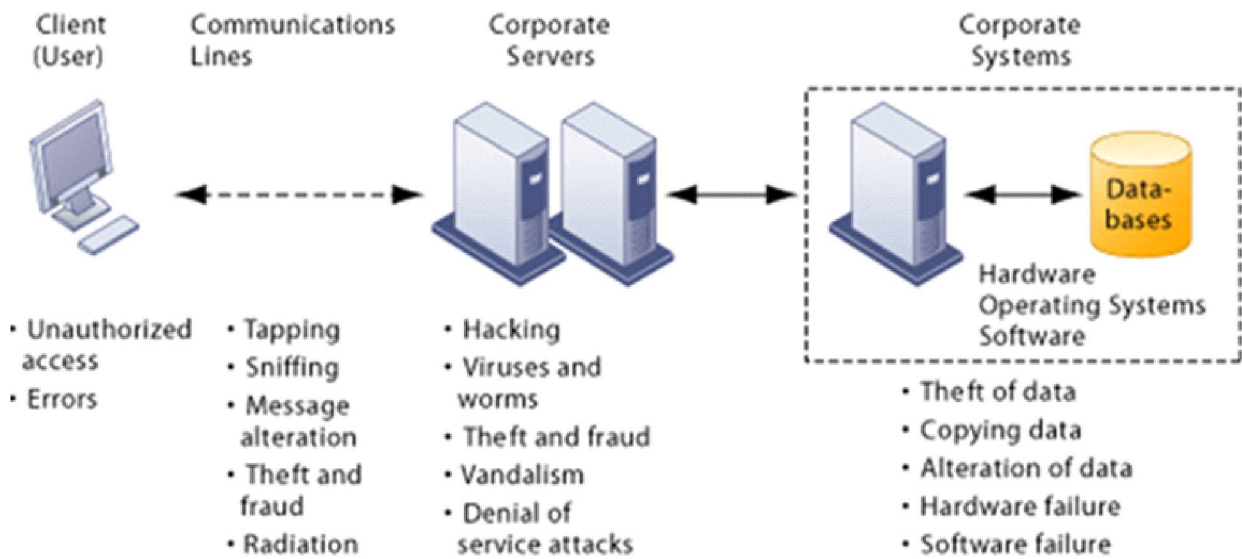 Client
(User)
Communications
Lines
Corporate
Servers
Corporate
Systems
Data-
bases
Hardware
Operating Systems
Software
• Unauthorized
access
• Errors
• Tapping
• Sniffing
• Message
alteration
• Theft and
fraud
• Radiation
• Hacking
• Viruses and
worms
• Theft and fraud
• Vandalism
• Denial of
service attacks
• Theft of data
• Copying data
• Alteration of data
• Hardware failure
• Software failure